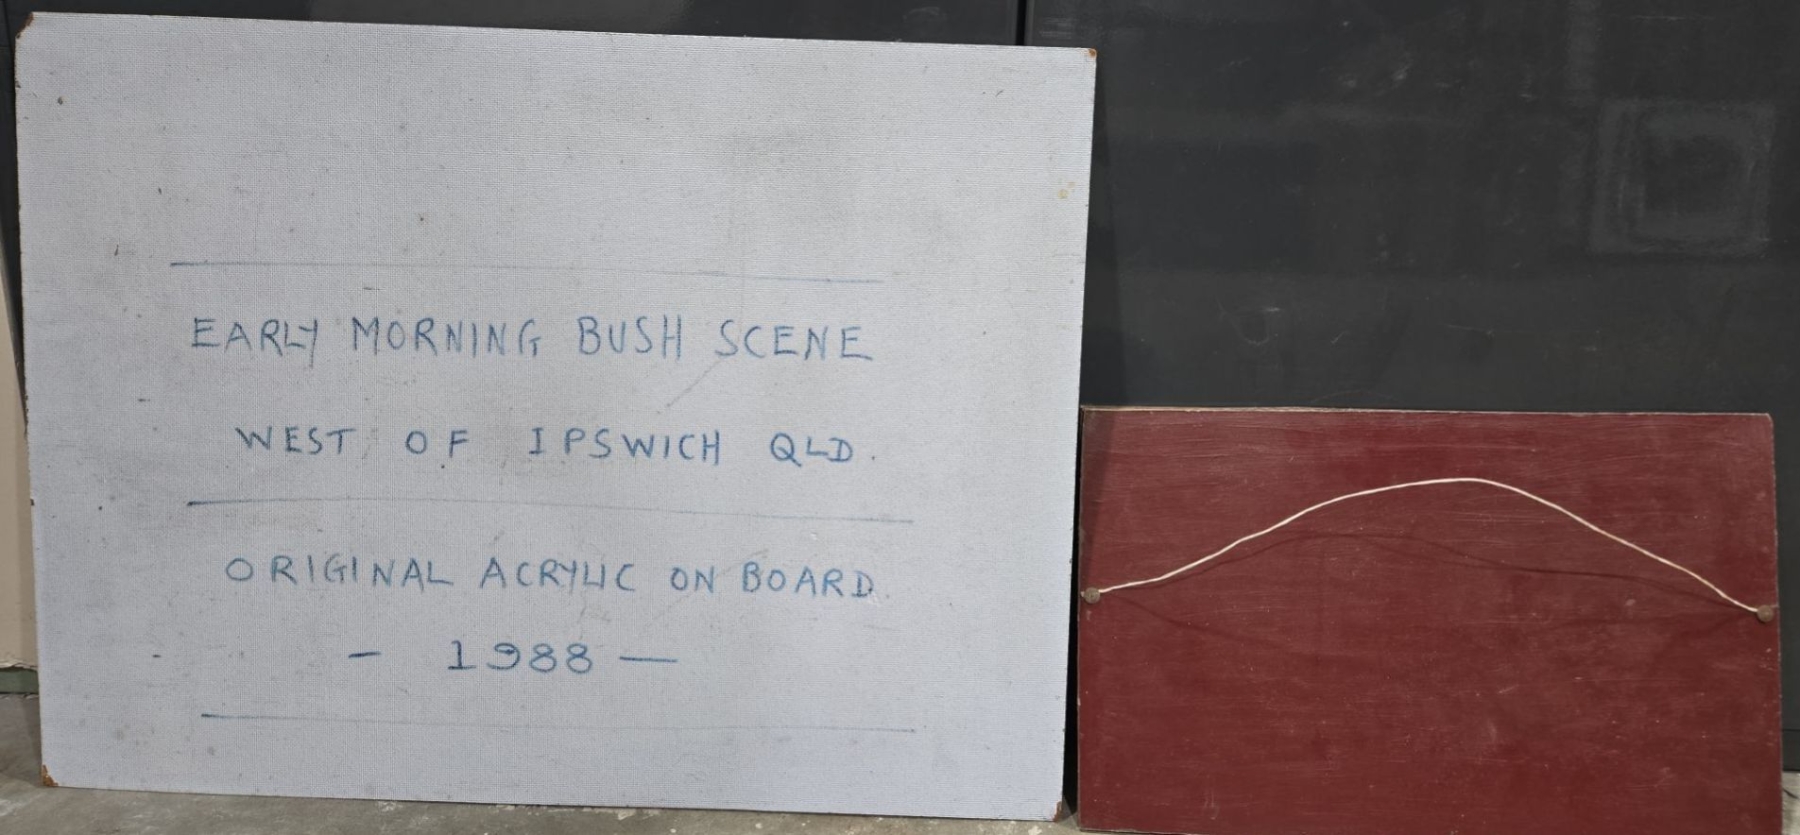 EARLY MORNING BUSH SCENE
WEST OF IPSWICH QLD.
ORIGINAL ACRYLIC ON BOARD.
- 1988 —